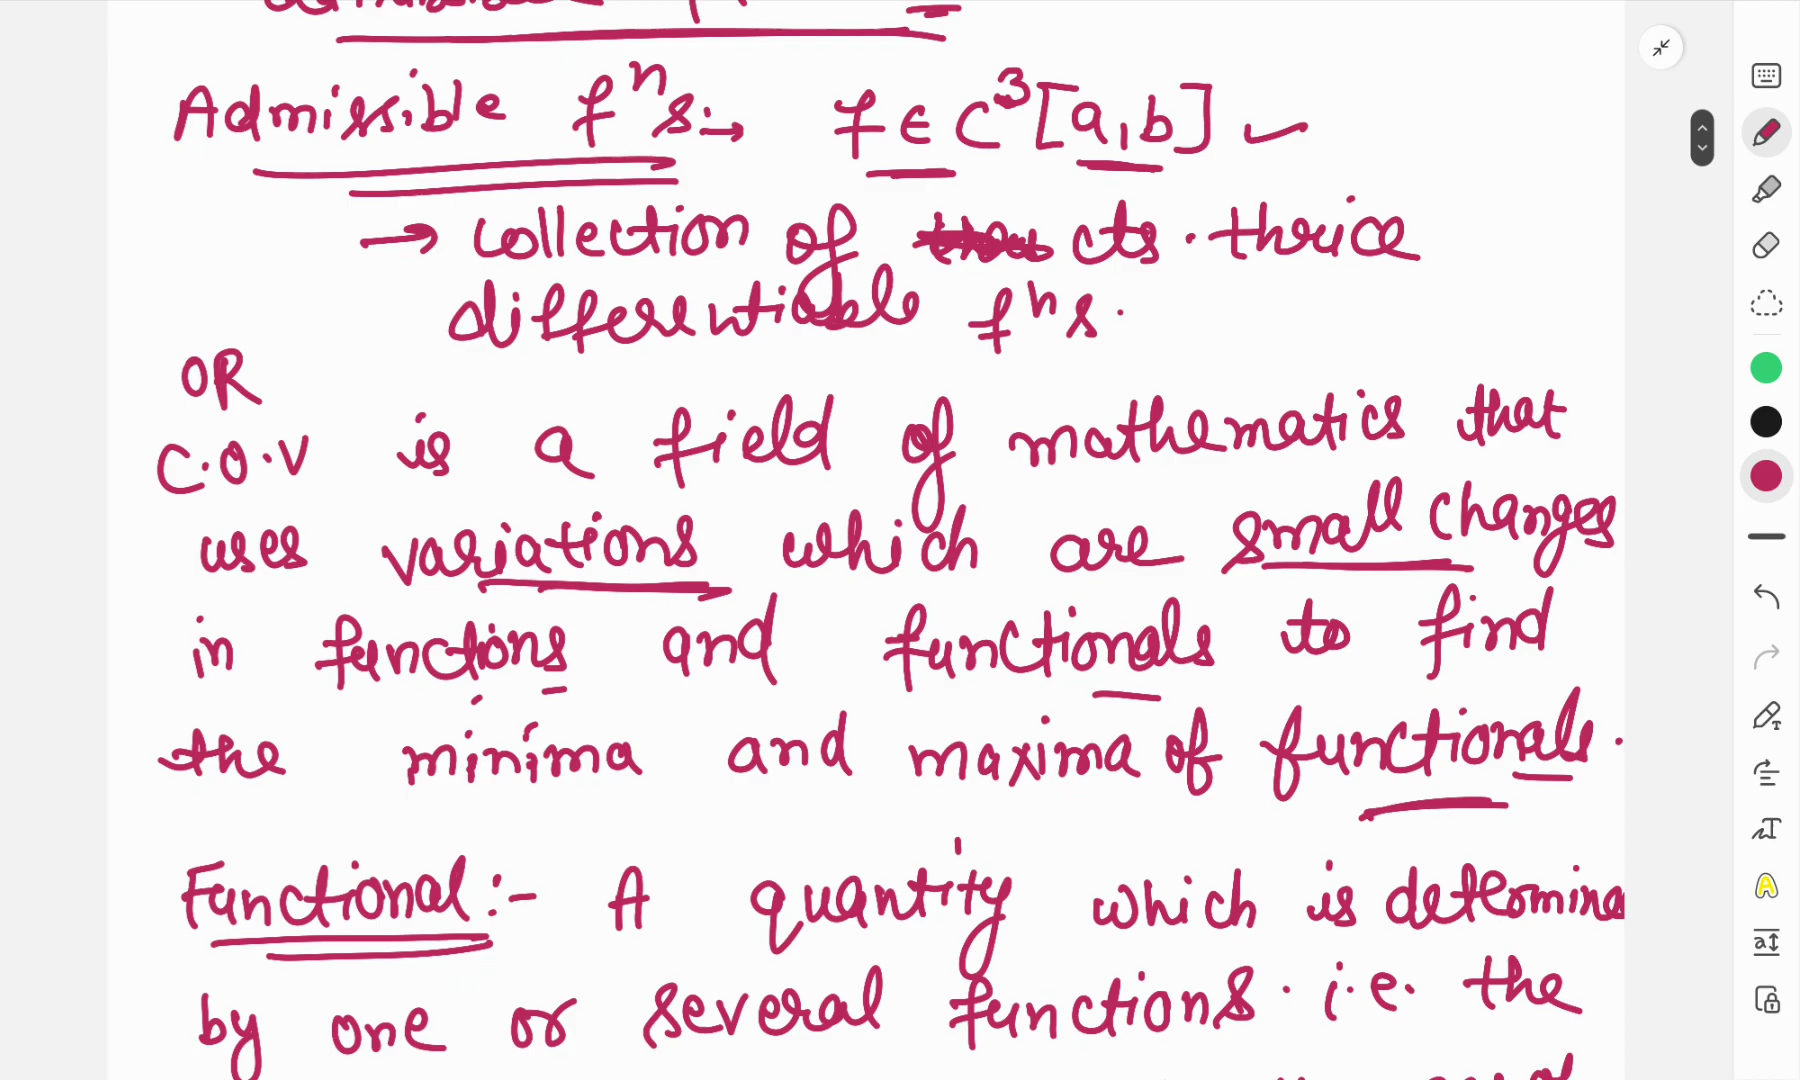 Admissible fⁿs:→ f ∈ C³[a,b] ✓
→ collection of cts. thrice
differentiable fⁿs.
OR
C.O.V is a field of mathematics that
uses variations which are small changes
in functions and functionals to find
the minima and maxima of functionals.
Functional:- A quantity which is determine
by one or several functions. i.e. the